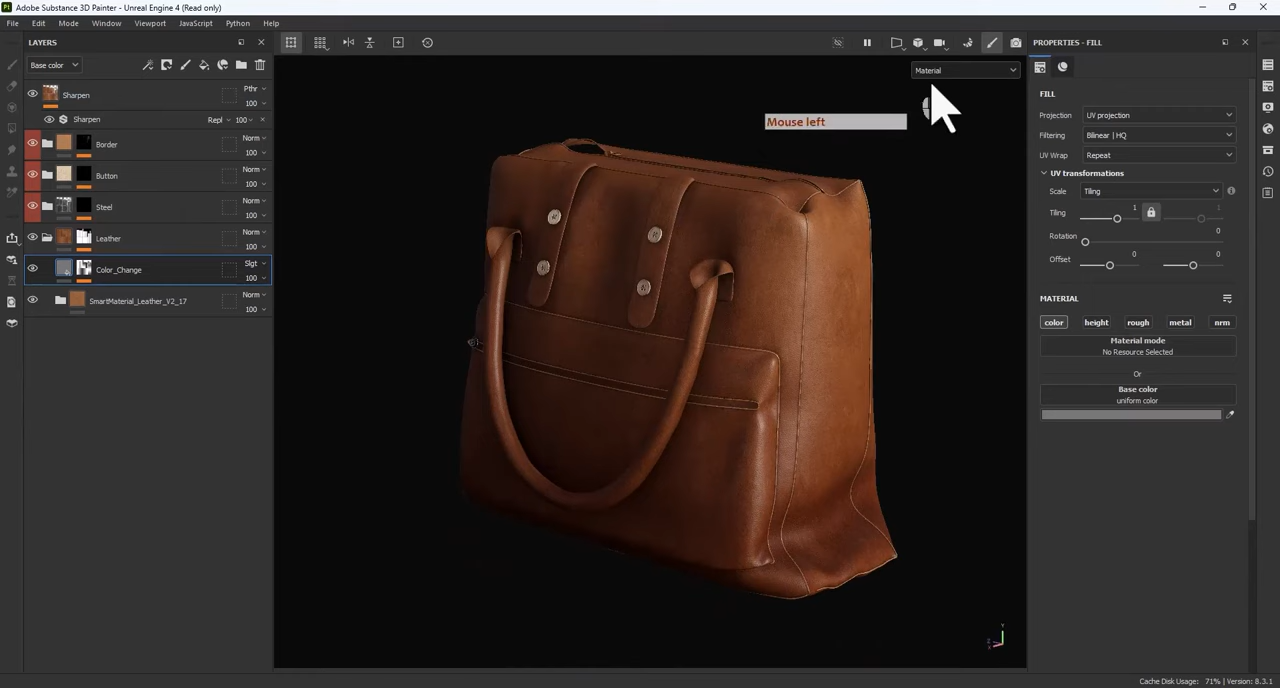 Pt Adobe Substance 3D Painter - Unreal Engine 4 (Read only)
File Edit Mode Window Viewport JavaScript Python Help
LAYERS
PROPERTIES - FILL
Base color
Material
Sharpen
Pthr
100
Sharpen
Repl
100
Border
Norm
100
Button
Norm
100
Steel
Norm
100
Leather
Norm
100
Color_Change
Slgt
100
SmartMaterial_Leather_V2_17
Norm
100
Mouse left
Y
Z
X
FILL
Projection UV projection
Filtering Bilinear | HQ
UV Wrap Repeat
UV transformations
Scale Tiling
Tiling 1 1
Rotation 0
Offset 0 0
MATERIAL
color height rough metal nrm
Material mode
No Resource Selected
Or
Base color
uniform color
Cache Disk Usage: 71% | Version: 8.3.1